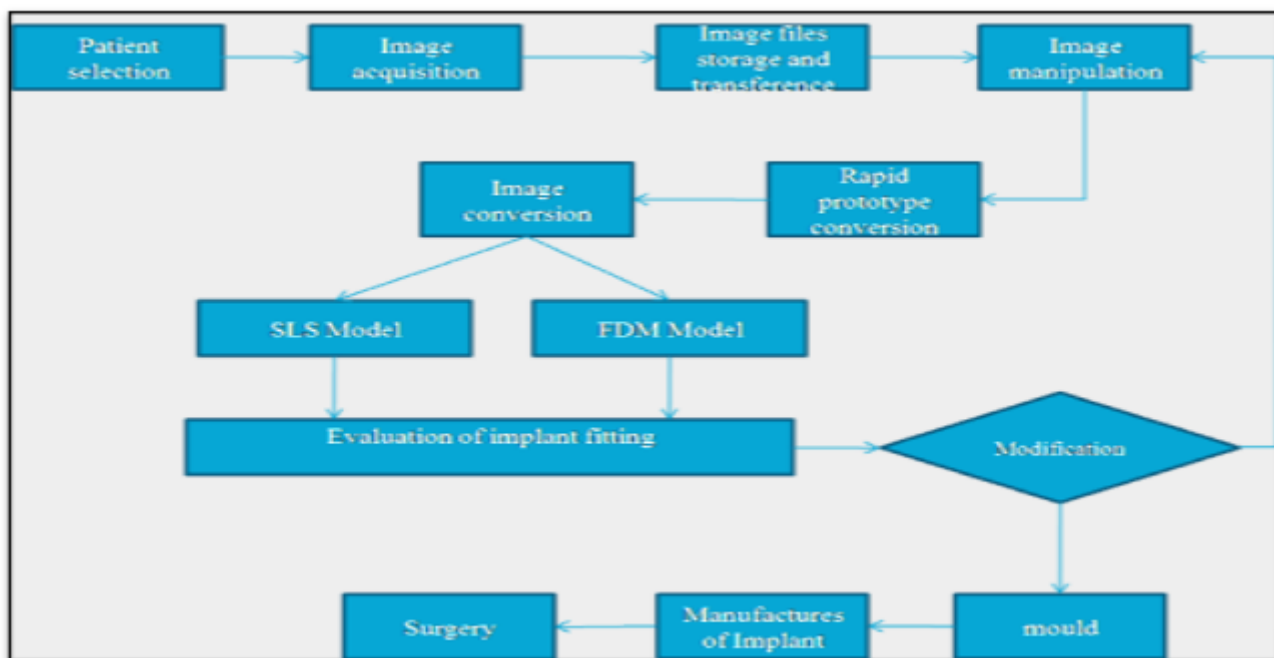 Patient
selection
Image
acquisition
Image files
storage and
transference
Image
manipulation
Image
conversion
Rapid
prototype
conversion
SLS Model
FDM Model
Evaluation of implant fitting
Modification
Surgery
Manufactures
of Implant
mould